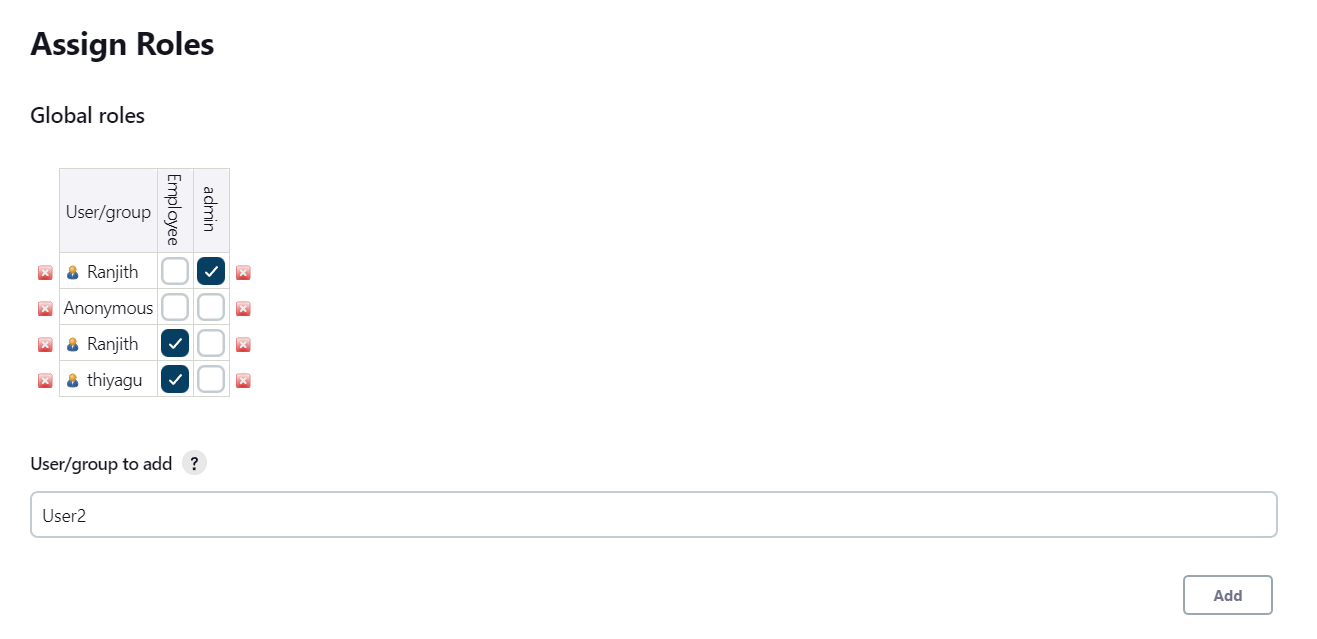 Assign Roles
Global roles
User/group Employee admin
Ranjith
Anonymous
Ranjith
thiyagu
User/group to add ?
User2
Add